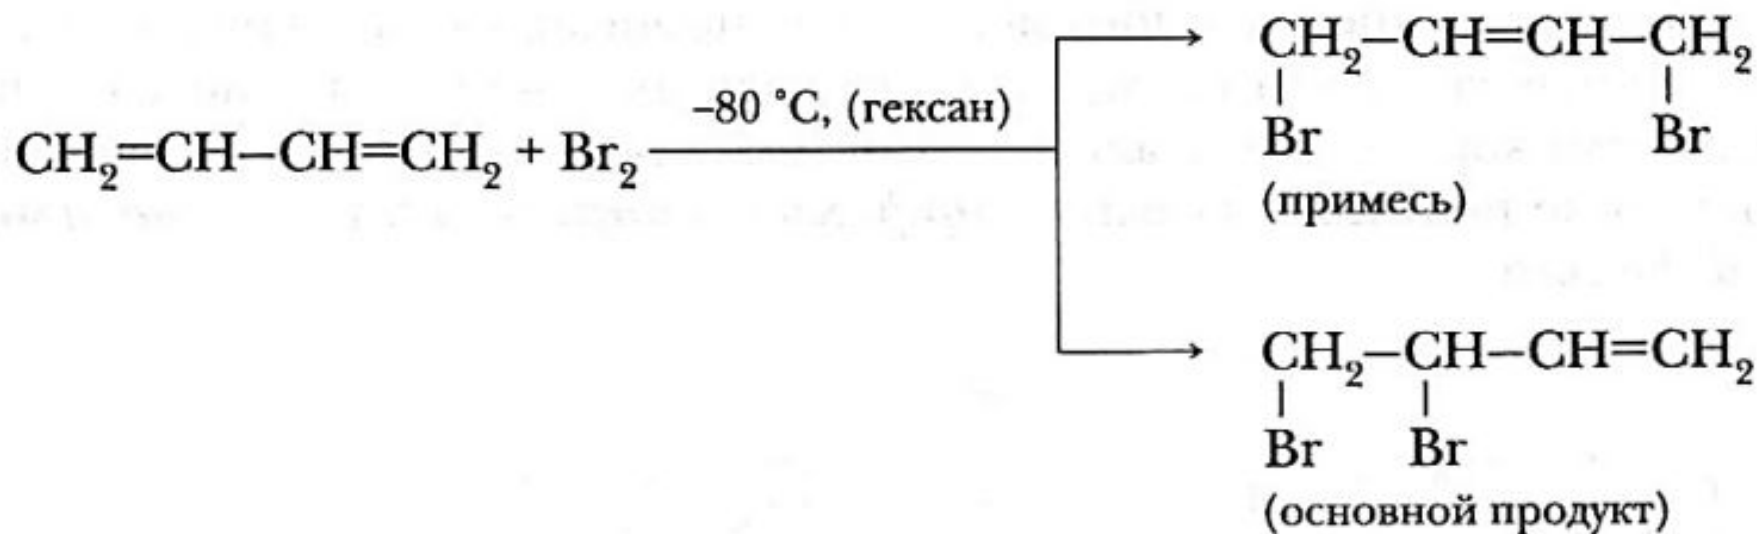 CH₂–CH=CH–CH₂
Br Br
(примесь)
–80 °C, (гексан)
CH₂=CH–CH=CH₂ + Br₂
CH₂–CH–CH=CH₂
Br Br
(основной продукт)